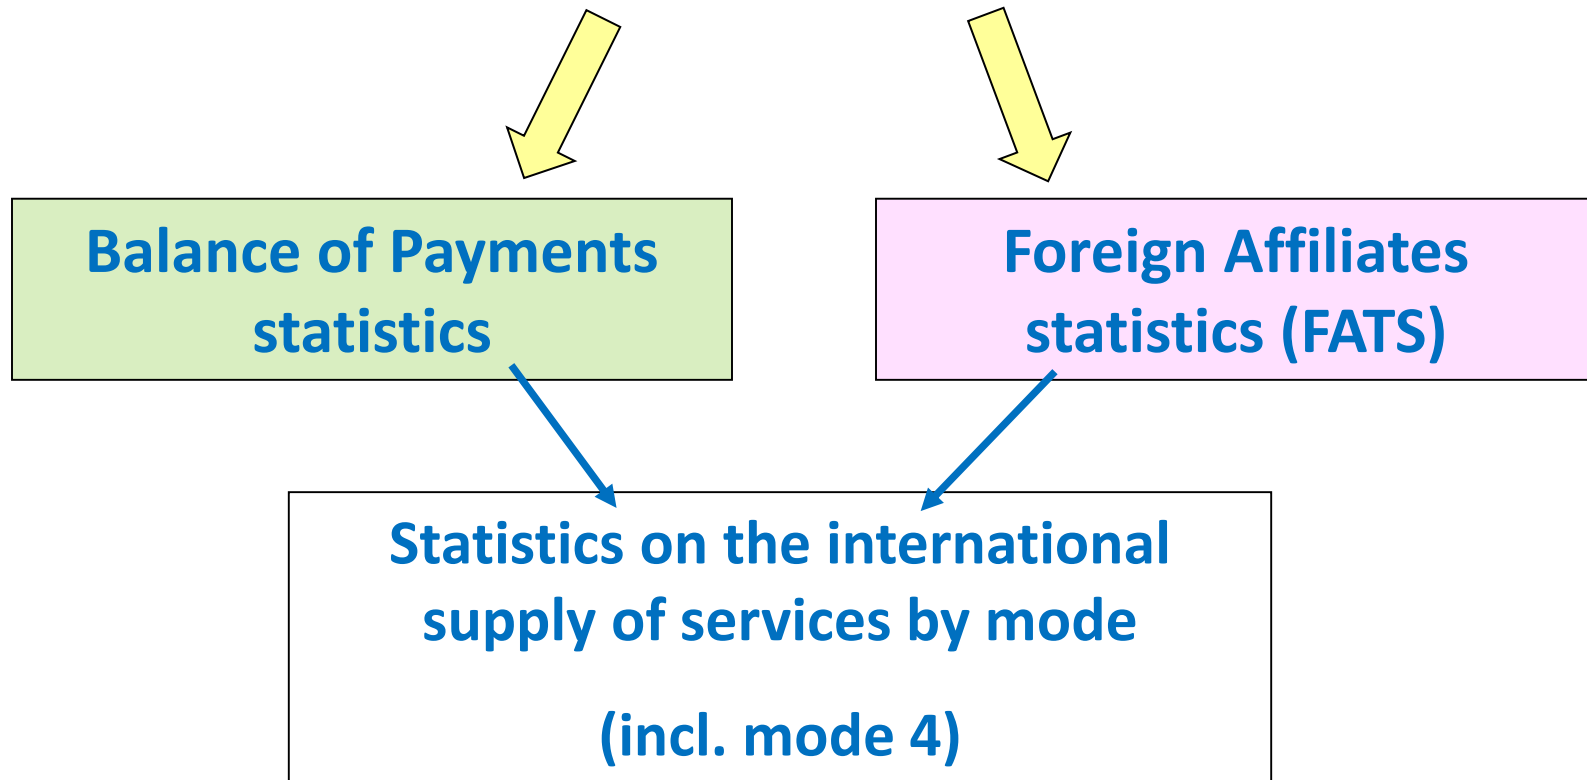 Balance of Payments
statistics
Foreign Affiliates
statistics (FATS)
Statistics on the international
supply of services by mode
(incl. mode 4)